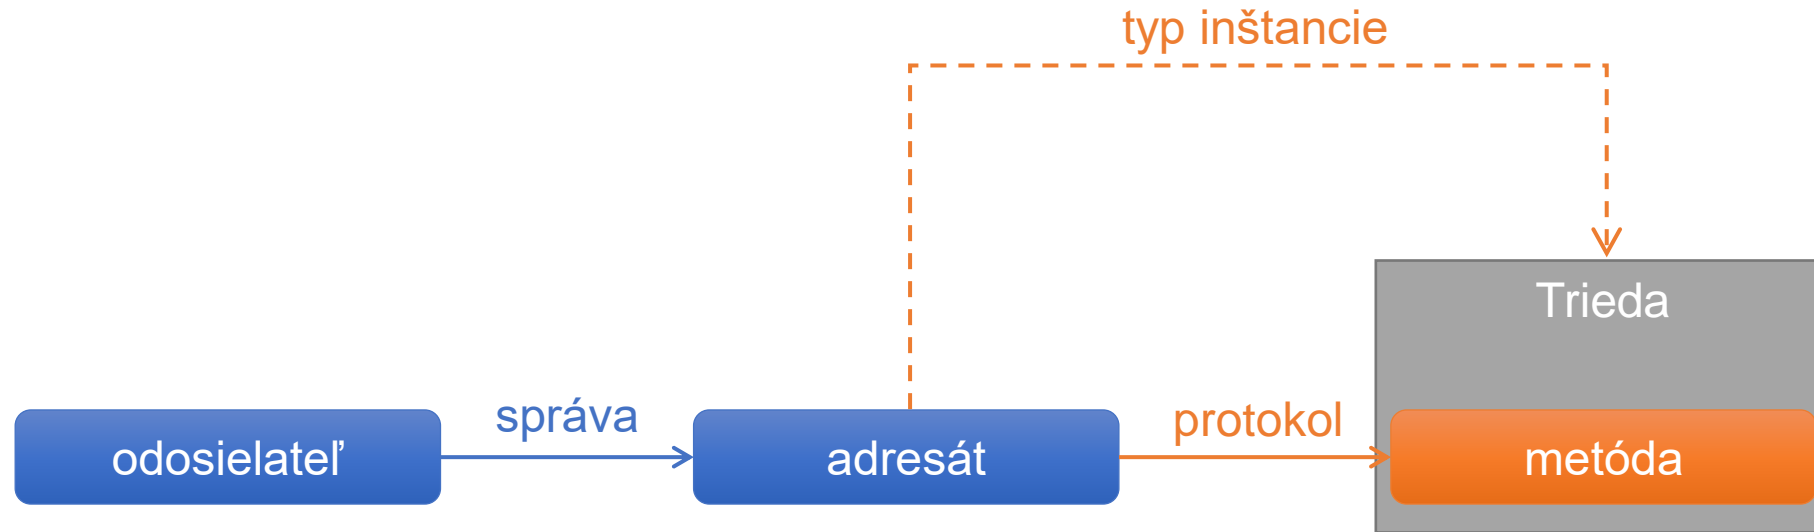 typ inštancie
Trieda
odosielateľ
správa
adresát
protokol
metóda